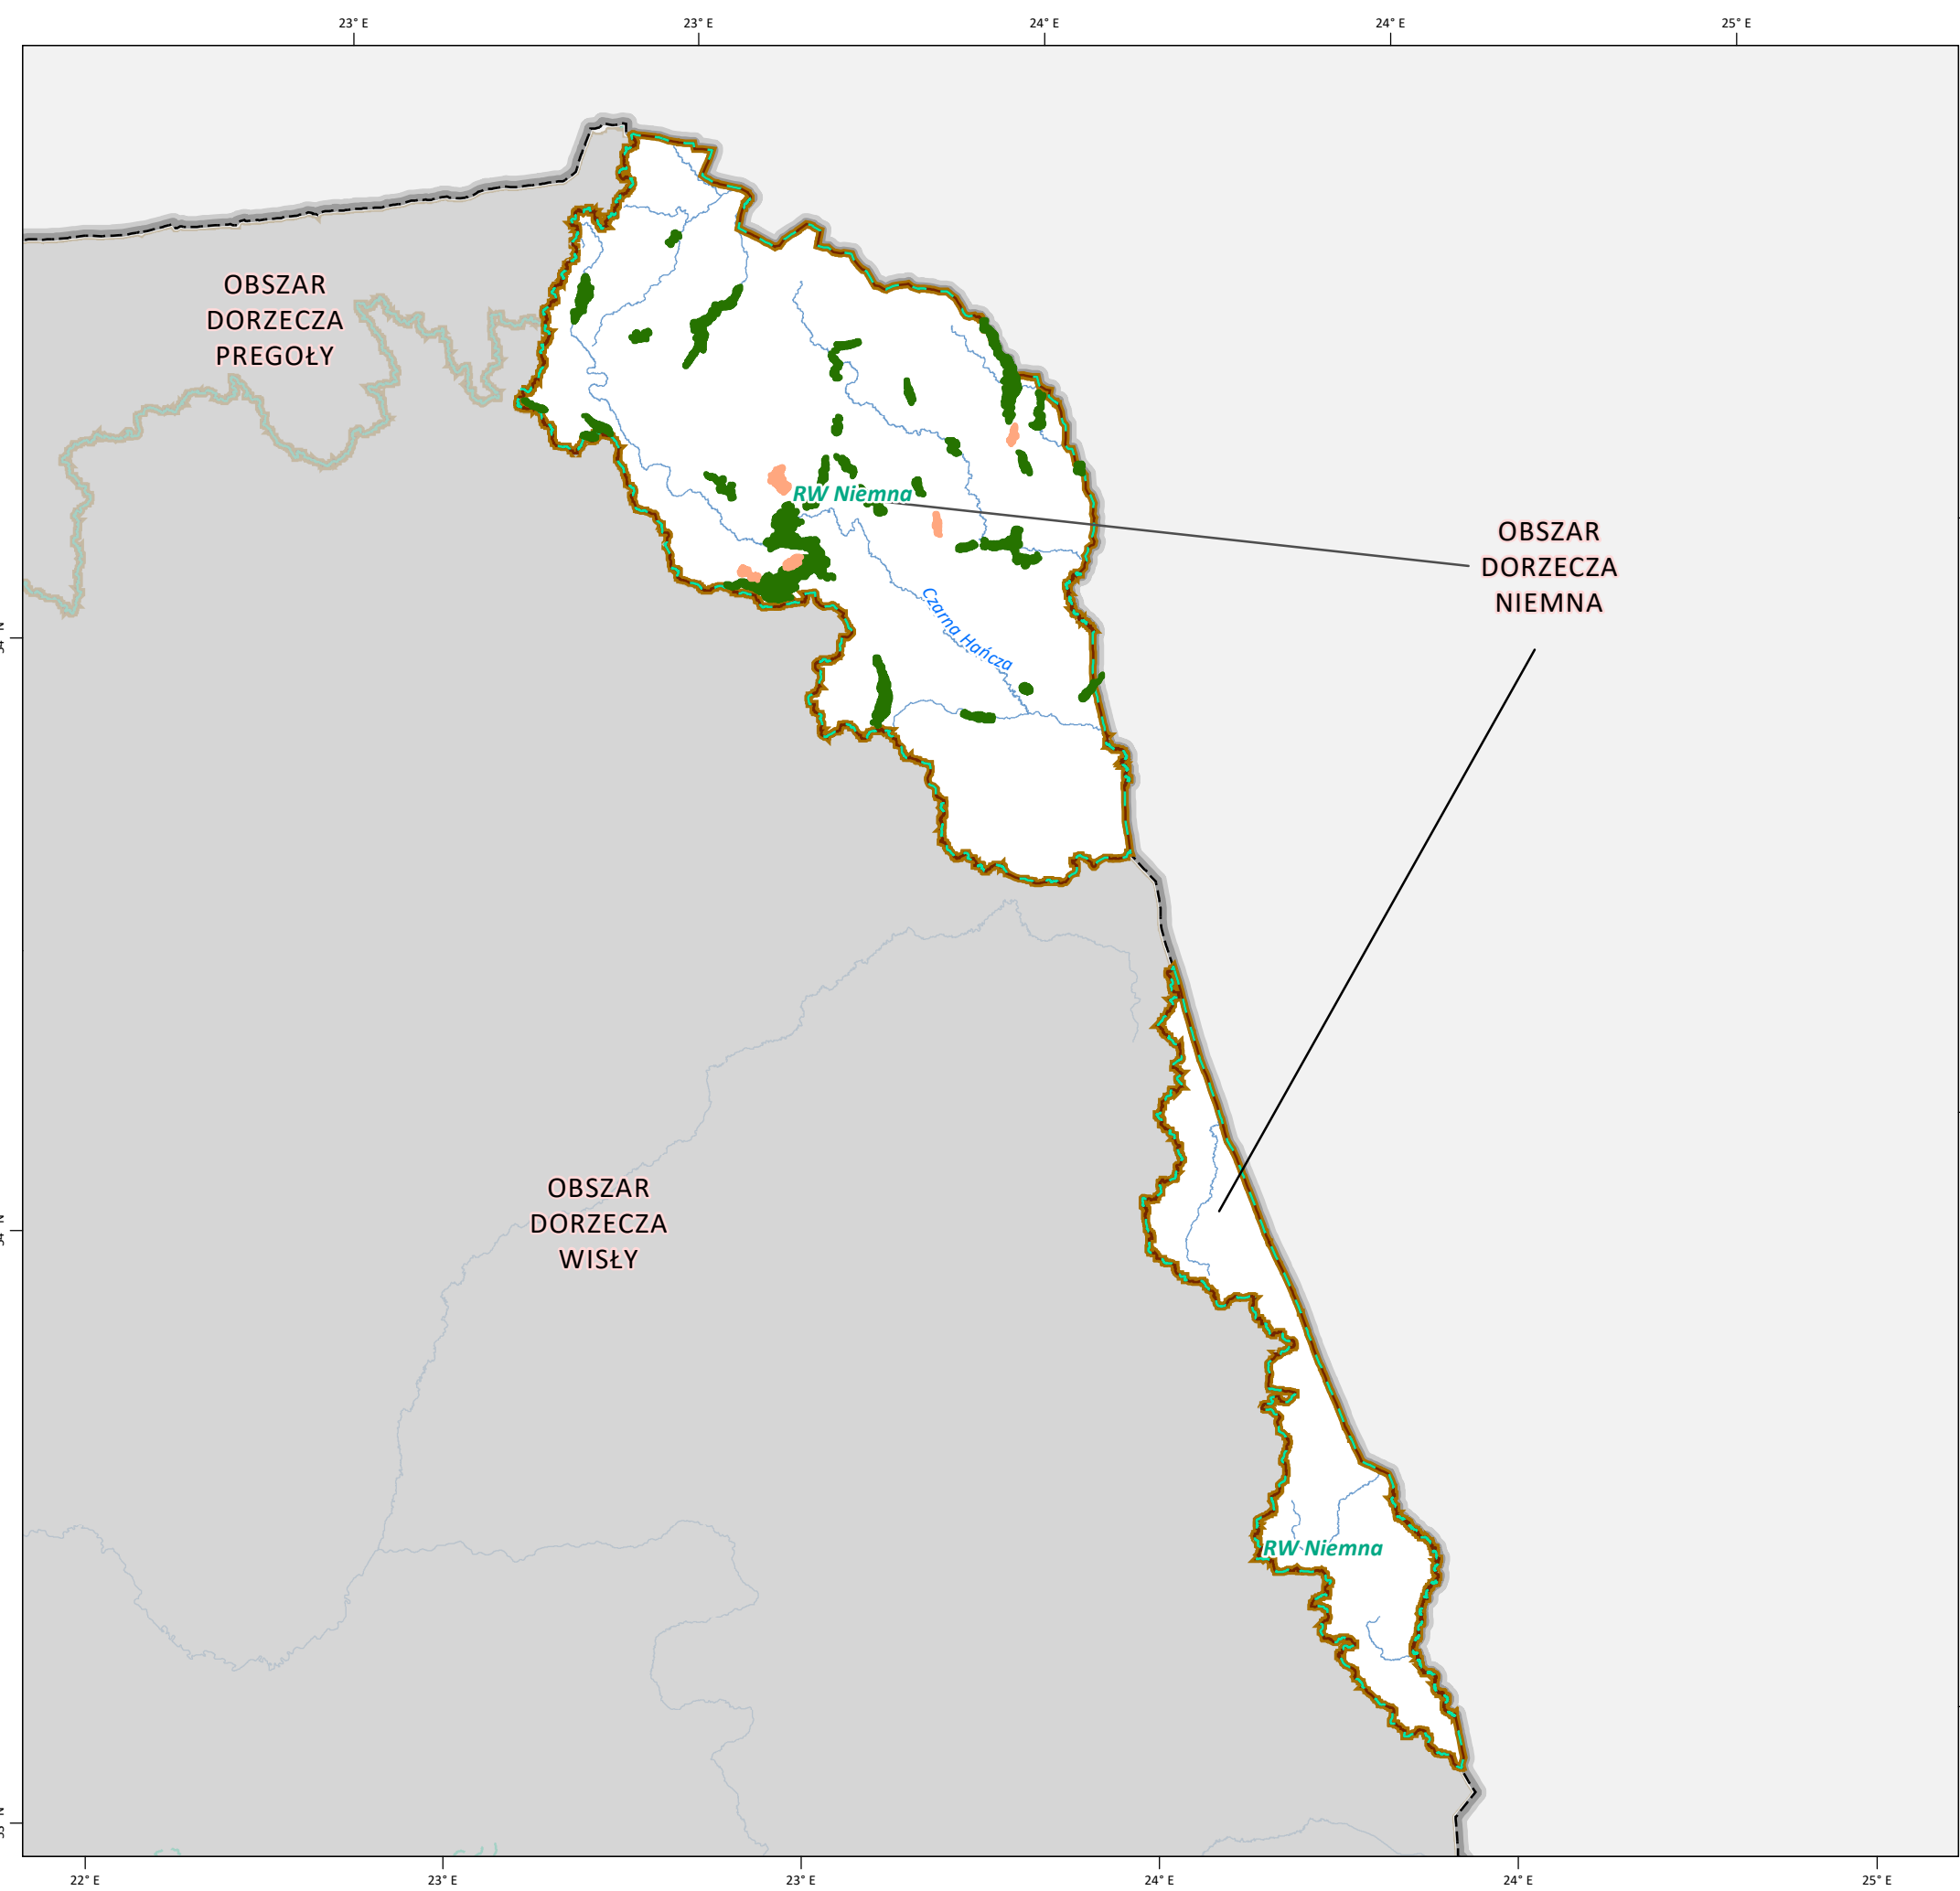 23° E
23° E
24° E
24° E
25° E
OBSZAR
DORZECZA
PREGOŁY
RW Niemna
OBSZAR
DORZECZA
NIEMNA
Czarna Hańcza
OBSZAR
DORZECZA
WISŁY
RW Niemna
22° E
23° E
23° E
24° E
24° E
25° E